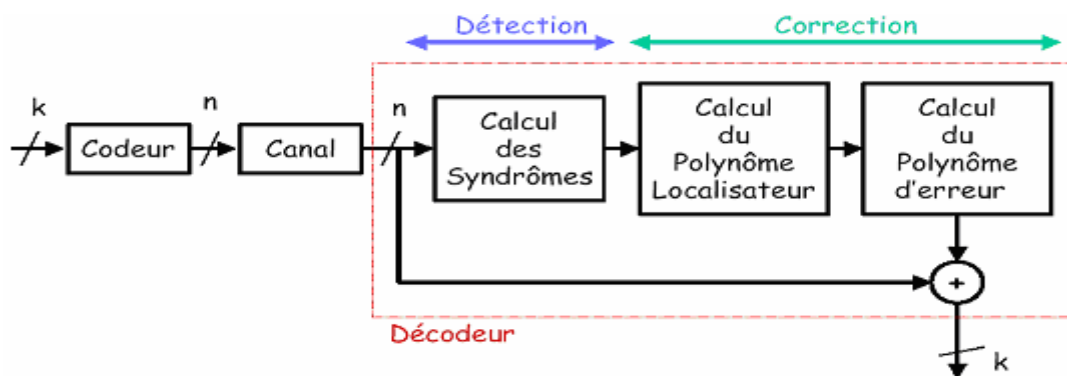 Détection
Correction
k
n
n
Codeur
Canal
Calcul
des
Syndrômes
Calcul
du
Polynôme
Localisateur
Calcul
du
Polynôme
d'erreur
+
Décodeur
k